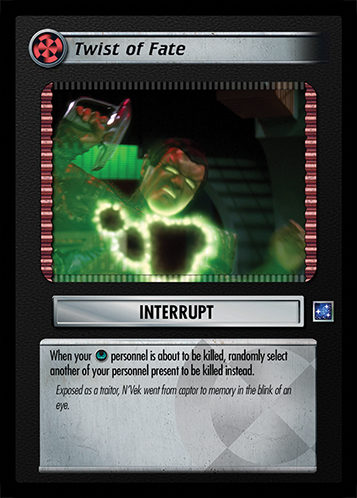 Twist of Fate
INTERRUPT
When your personnel is about to be killed, randomly select
another of your personnel present to be killed instead.
Exposed as a traitor, N'Vek went from captor to memory in the blink of an
eye.